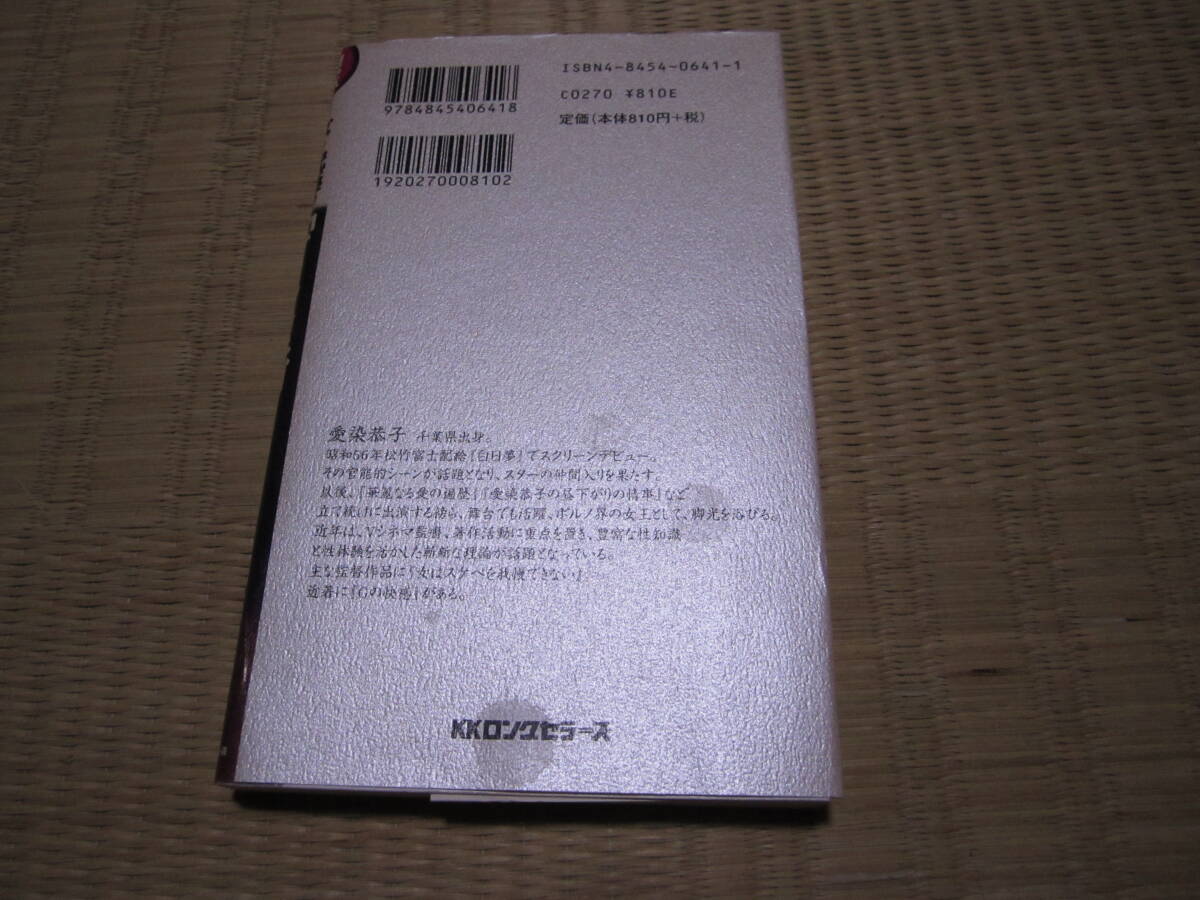 9784845406418
1920270008102
ISBN4-8454-0641-1
C0270 ¥810E
定価(本体810円+税)
愛染恭子 千葉県出身。
昭和56年松竹富士配給『白日夢』でスクリーンデビュー。
その官能的シーンが話題となり、スターの仲間入りを果たす。
以後、『華麗なる愛の遍歴』『愛染恭子の昼下がりの情事』など
立て続けに出演する傍ら、舞台でも活躍、ポルノ界の女王として、脚光を浴びる。
近年は、Vシネマ監督、著作活動に重点を置き、豊富な性知識
と性体験を活かした斬新な理論が話題となっている。
主な監督作品に『女はスケベを我慢できない』
近著に『Gの快感』がある。
KKロングセラーズ